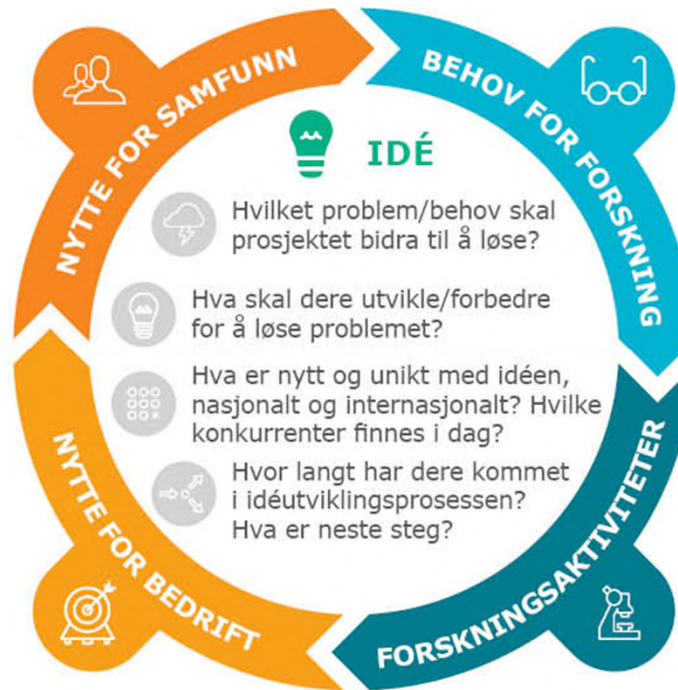 NYTTE FOR SAMFUNN
BEHOV FOR FORSKNING
IDÉ
Hvilket problem/behov skal
prosjektet bidra til å løse?
Hva skal dere utvikle/forbedre
for å løse problemet?
Hva er nytt og unikt med idéen,
nasjonalt og internasjonalt? Hvilke
konkurrenter finnes i dag?
Hvor langt har dere kommet
i idéutviklingsprosessen?
Hva er neste steg?
NYTTE FOR BEDRIFT
FORSKNINGSAKTIVITETER